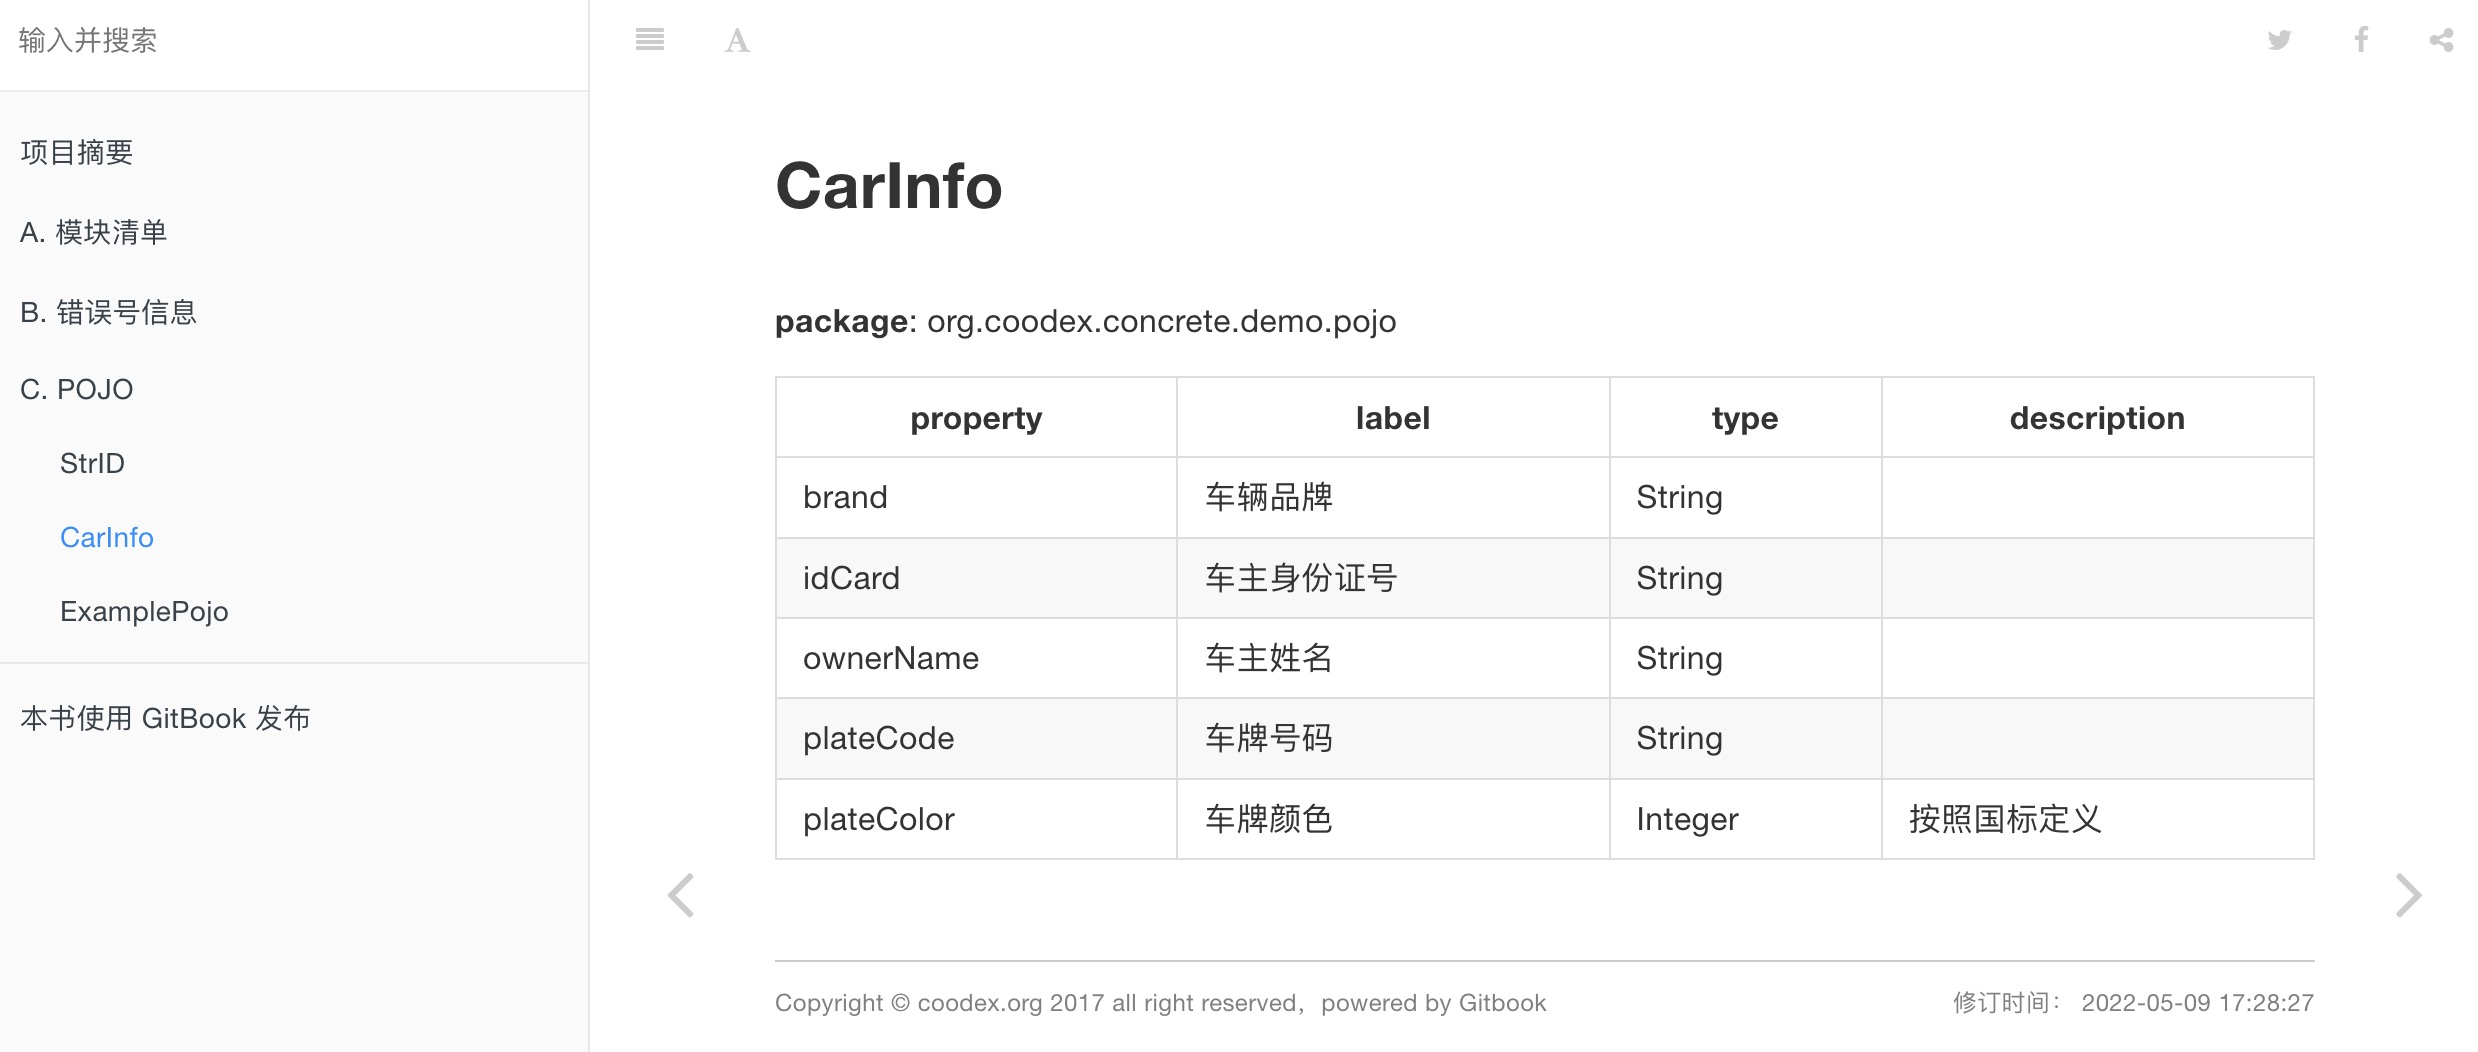 输入并搜索
项目摘要
A. 模块清单
B. 错误号信息
C. POJO
StrID
CarInfo
ExamplePojo
本书使用 GitBook 发布
A
CarInfo
package: org.coodex.concrete.demo.pojo
property label type description
brand 车辆品牌 String
idCard 车主身份证号 String
ownerName 车主姓名 String
plateCode 车牌号码 String
plateColor 车牌颜色 Integer 按照国标定义
Copyright © coodex.org 2017 all right reserved，powered by Gitbook 修订时间： 2022-05-09 17:28:27